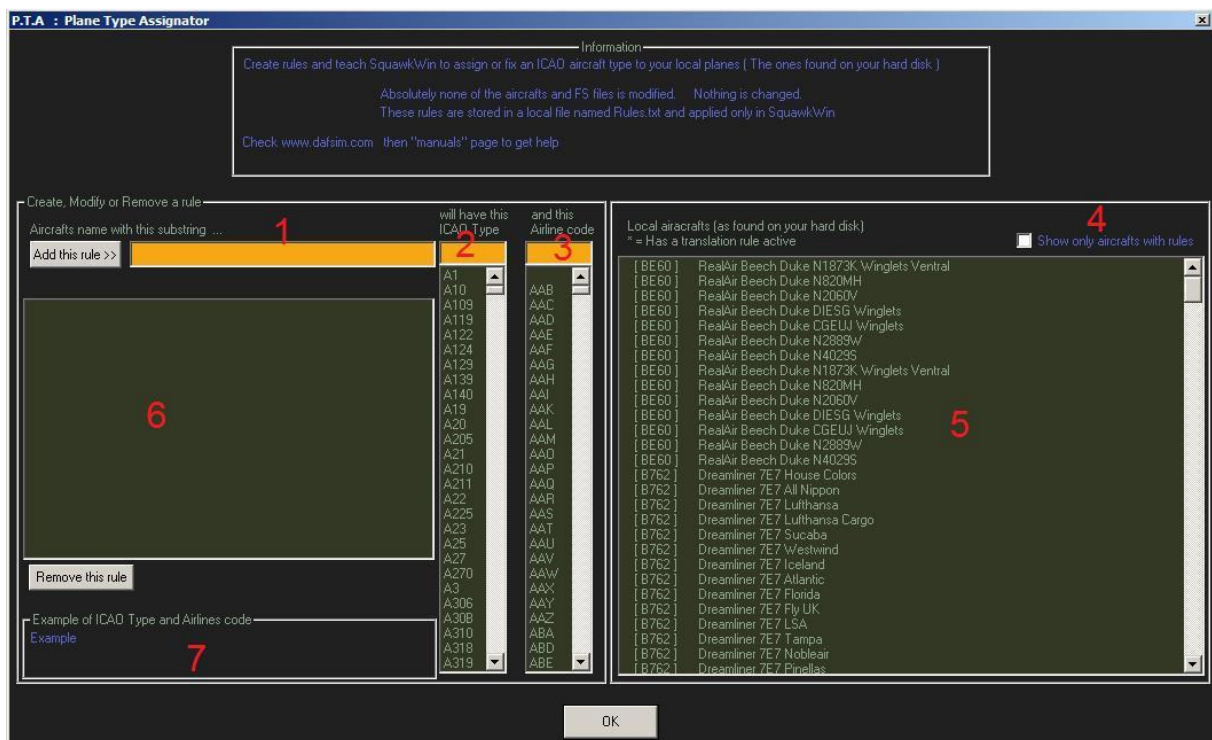 P.T.A : Plane Type Assignator
Information
Create rules and teach SquawkWin to assign or fix an ICAO aircraft type to your local planes ( The ones found on your hard disk )
Absolutely none of the aircrafts and FS files is modified. Nothing is changed.
These rules are stored in a local file named Rules.txt and applied only in SquawkWin
Check www.dafsim.com then "manuals" page to get help
Create, Modify or Remove a rule
Aircrafts name with this substring ...
1
will have this
ICAO Type
2
and this
Airline code
3
Add this rule >>
6
Remove this rule
Example of ICAO Type and Airlines code
Example
7
A1
A10
A109
A119
A122
A124
A129
A139
A140
A19
A20
A205
A21
A210
A211
A22
A225
A23
A25
A27
A270
A3
A306
A30B
A310
A318
A319
AAB
AAC
AAD
AAE
AAF
AAG
AAH
AAI
AAK
AAL
AAM
AAO
AAP
AAQ
AAR
AAS
AAT
AAU
AAV
AAW
AAX
AAY
AAZ
ABA
ABD
ABE
Local airacrafts (as found on your hard disk)
* = Has a translation rule active
4
Show only aircrafts with rules
5
[ BE60 ] RealAir Beech Duke N1873K Winglets Ventral
[ BE60 ] RealAir Beech Duke N820MH
[ BE60 ] RealAir Beech Duke N2060V
[ BE60 ] RealAir Beech Duke DIESG Winglets
[ BE60 ] RealAir Beech Duke CGEUJ Winglets
[ BE60 ] RealAir Beech Duke N2889W
[ BE60 ] RealAir Beech Duke N4029S
[ BE60 ] RealAir Beech Duke N1873K Winglets Ventral
[ BE60 ] RealAir Beech Duke N820MH
[ BE60 ] RealAir Beech Duke N2060V
[ BE60 ] RealAir Beech Duke DIESG Winglets
[ BE60 ] RealAir Beech Duke CGEUJ Winglets
[ BE60 ] RealAir Beech Duke N2889W
[ BE60 ] RealAir Beech Duke N4029S
[ B762 ] Dreamliner 7E7 House Colors
[ B762 ] Dreamliner 7E7 All Nippon
[ B762 ] Dreamliner 7E7 Lufthansa
[ B762 ] Dreamliner 7E7 Lufthansa Cargo
[ B762 ] Dreamliner 7E7 Sucaba
[ B762 ] Dreamliner 7E7 Westwind
[ B762 ] Dreamliner 7E7 Iceland
[ B762 ] Dreamliner 7E7 Atlantic
[ B762 ] Dreamliner 7E7 Florida
[ B762 ] Dreamliner 7E7 Fly UK
[ B762 ] Dreamliner 7E7 LSA
[ B762 ] Dreamliner 7E7 Tampa
[ B762 ] Dreamliner 7E7 Nobleair
[ B762 ] Dreamliner 7E7 Pinellas
OK